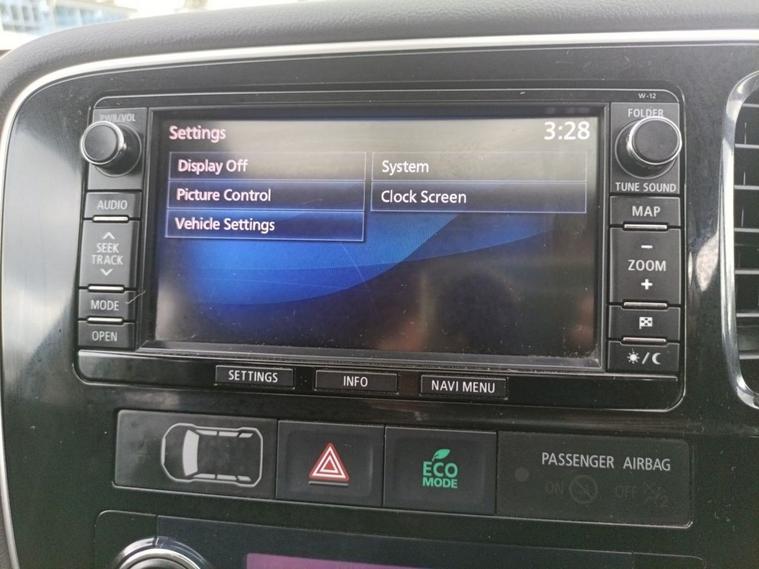 W-12
PWR/VOL
FOLDER
Settings
3:28
Display Off
System
Picture Control
Clock Screen
Vehicle Settings
TUNE SOUND
AUDIO
MAP
SEEK
TRACK
ZOOM
MODE
OPEN
SETTINGS
INFO
NAVI MENU
ECO
MODE
PASSENGER AIRBAG
ON
OFF
2